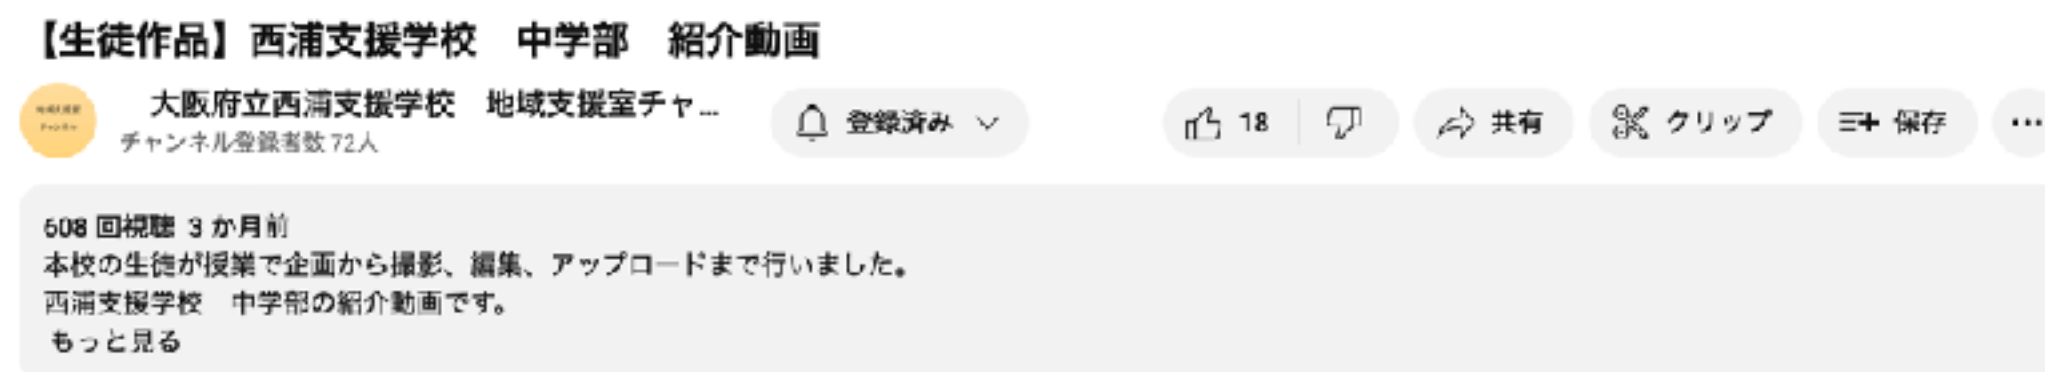 【生徒作品】西浦支援学校　中学部　紹介動画
大阪府立西浦支援学校　地域支援室チャ...
チャンネル登録者数 72人
登録済み
18
共有
クリップ
保存
608 回視聴 3 か月前
本校の生徒が授業で企画から撮影、編集、アップロードまで行いました。
西浦支援学校　中学部の紹介動画です。
もっと見る